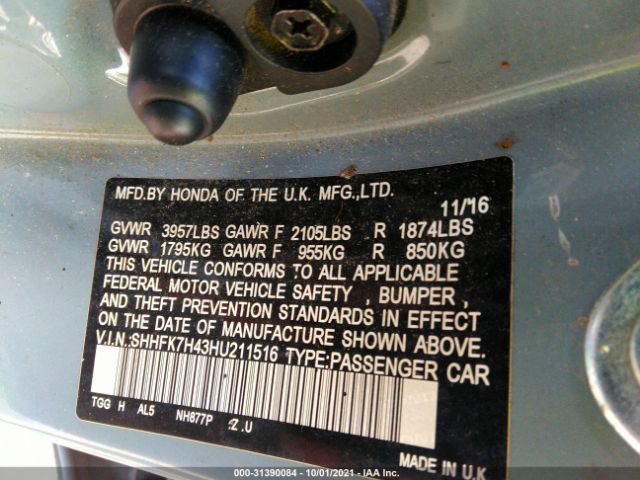 MFD.BY HONDA OF THE U.K. MFG.,LTD.
11/16
GVWR 3957LBS GAWR F 2105LBS R 1874LBS
GVWR 1795KG GAWR F 955KG R 850KG
THIS VEHICLE CONFORMS TO ALL APPLICABLE
FEDERAL MOTOR VEHICLE SAFETY , BUMPER ,
AND THEFT PREVENTION STANDARDS IN EFFECT
ON THE DATE OF MANUFACTURE SHOWN ABOVE.
V.I.N.:SHHFK7H43HU211516 TYPE:PASSENGER CAR
TGG H AL5 NH877P .U
MADE IN U.K
000-31390084 - 10/01/2021 - IAA Inc.